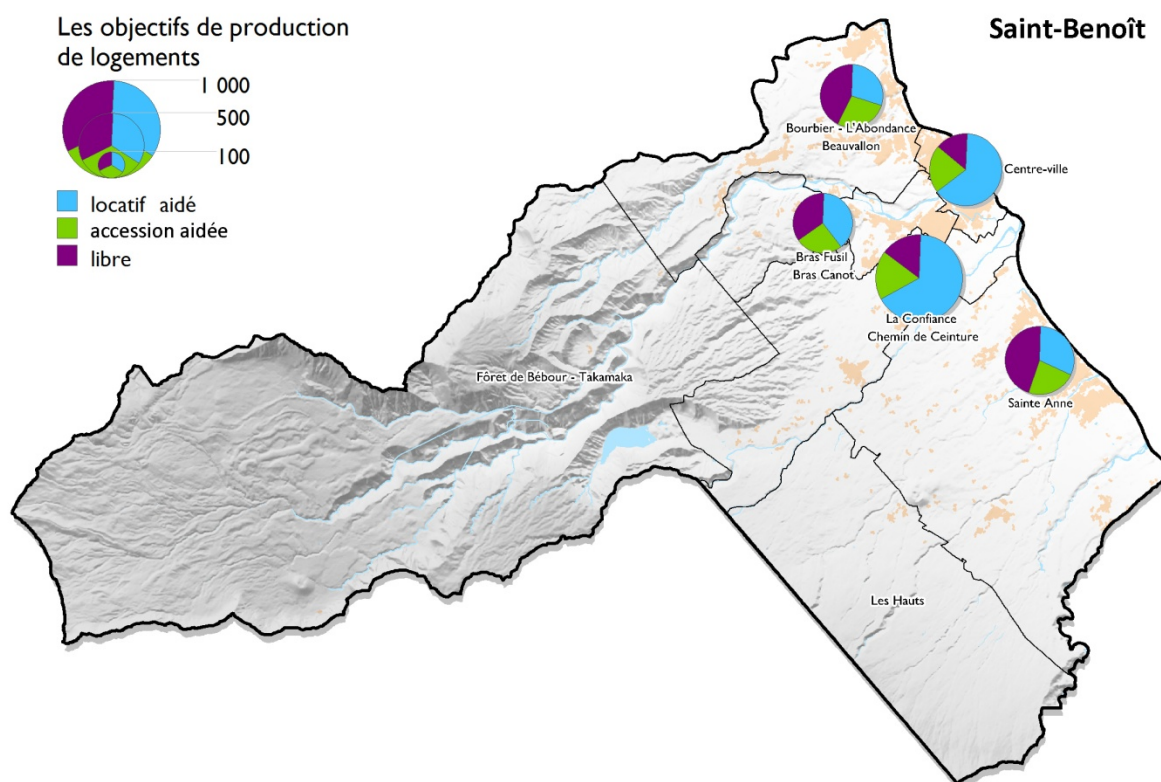 Les objectifs de production
de logements
1 000
500
100
locatif aidé
accession aidée
libre
Saint-Benoît
Bourbier - L'Abondance
Beauvallon
Centre-ville
Bras Fusil
Bras Canot
La Confiance
Chemin de Ceinture
Sainte Anne
Fôret de Bébour - Takamaka
Les Hauts